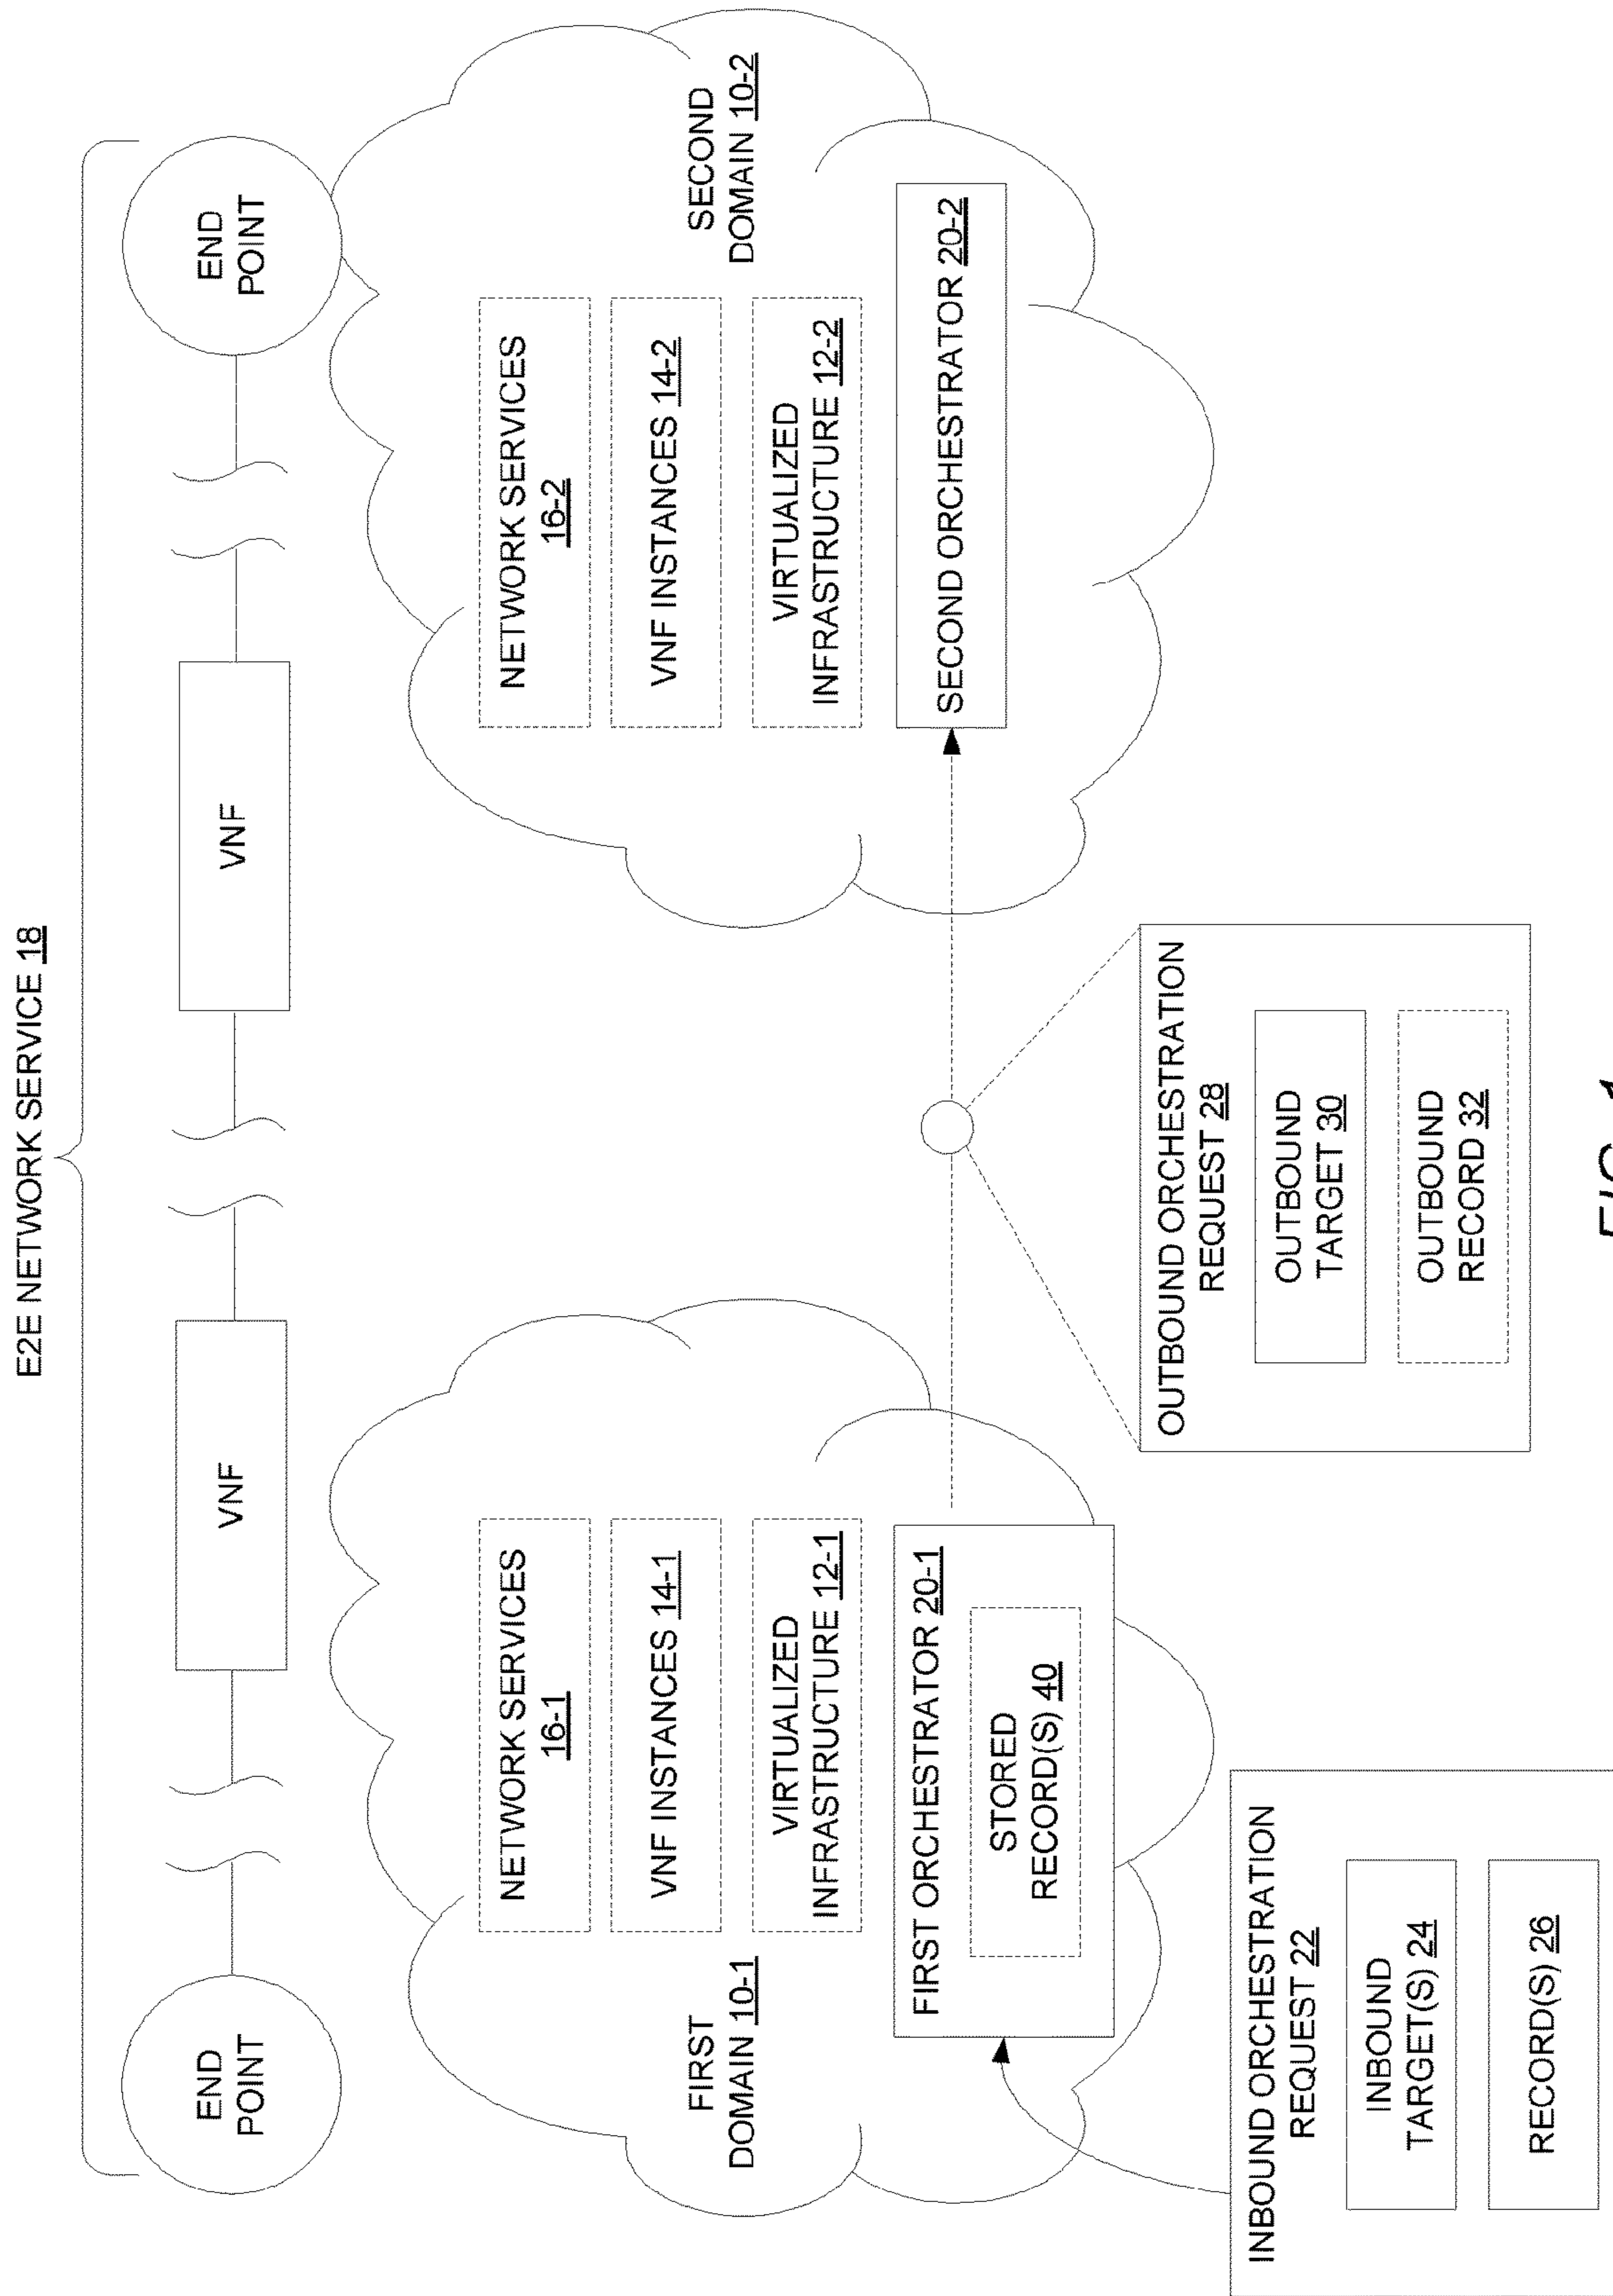 E2E NETWORK SERVICE 18
END
POINT
VNF
VNF
END
POINT
NETWORK SERVICES
16-1
VNF INSTANCES 14-1
VIRTUALIZED
INFRASTRUCTURE 12-1
FIRST
DOMAIN 10-1
FIRST ORCHESTRATOR 20-1
STORED
RECORD(S) 40
NETWORK SERVICES
16-2
VNF INSTANCES 14-2
VIRTUALIZED
INFRASTRUCTURE 12-2
SECOND
DOMAIN 10-2
SECOND ORCHESTRATOR 20-2
INBOUND ORCHESTRATION
REQUEST 22
INBOUND
TARGET(S) 24
RECORD(S) 26
OUTBOUND ORCHESTRATION
REQUEST 28
OUTBOUND
TARGET 30
OUTBOUND
RECORD 32
FIG. 1